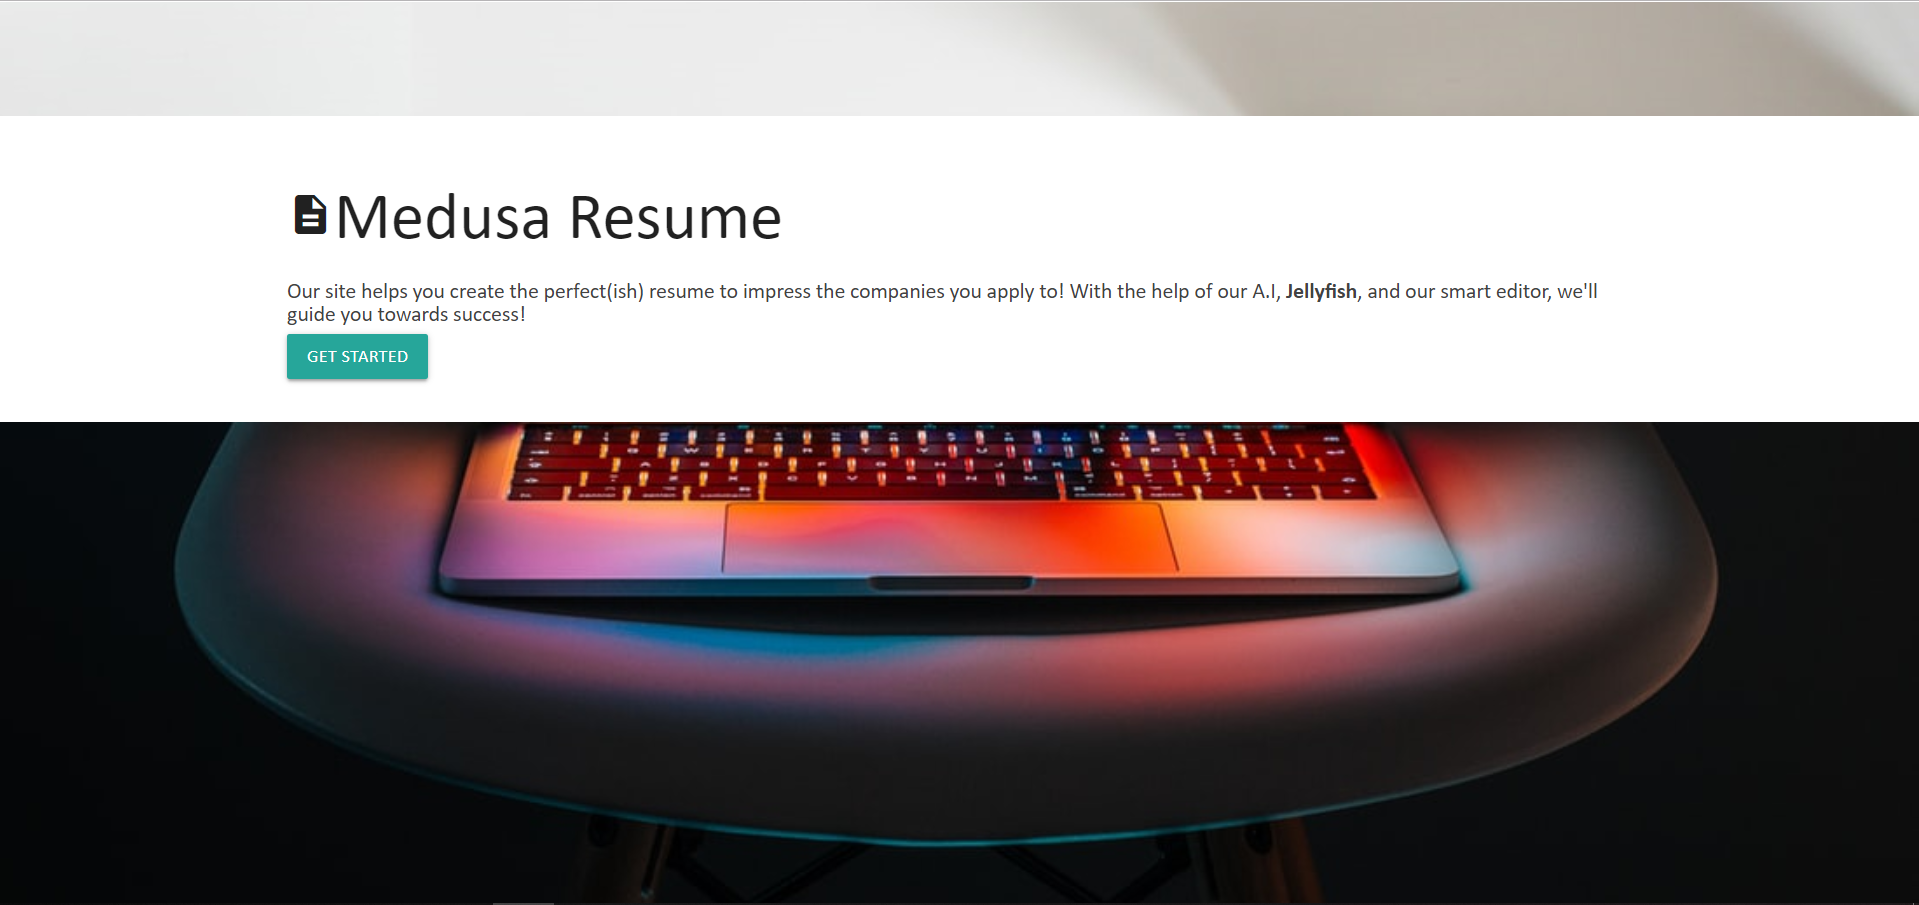 Medusa Resume
Our site helps you create the perfect(ish) resume to impress the companies you apply to! With the help of our A.I, Jellyfish, and our smart editor, we'll
guide you towards success!
GET STARTED